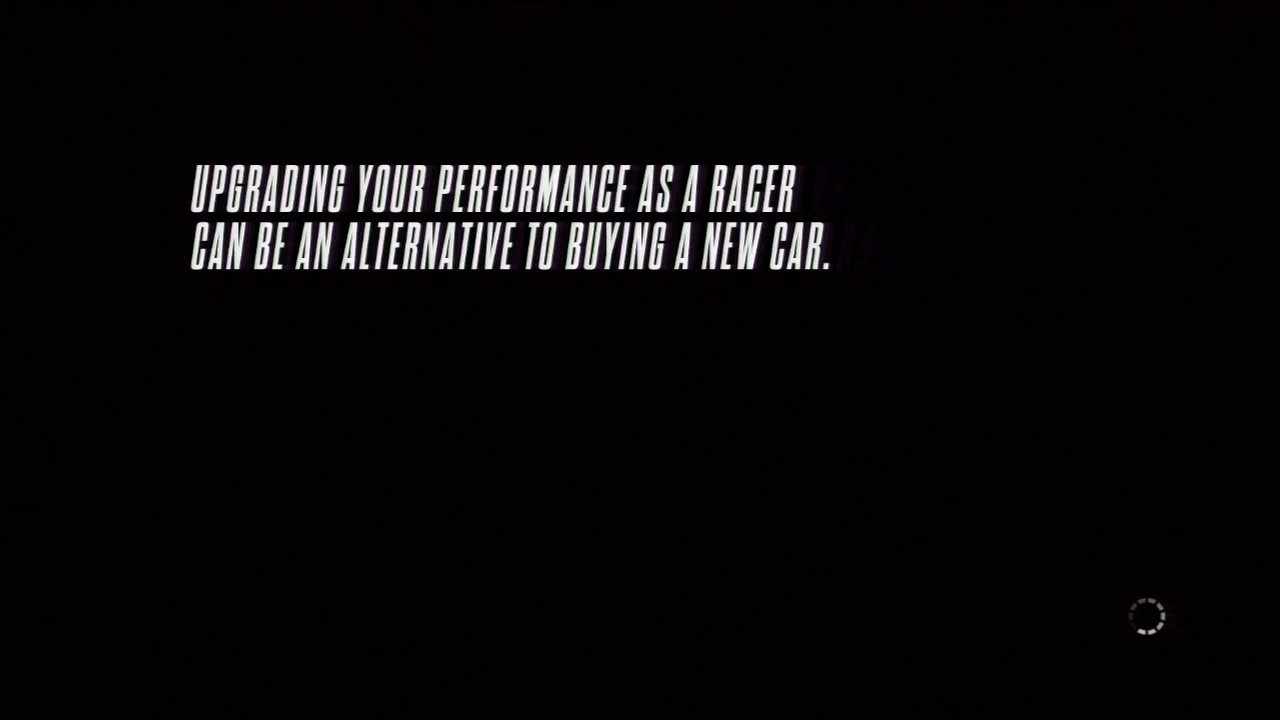 UPGRADING YOUR PERFORMANCE AS A RACER
CAN BE AN ALTERNATIVE TO BUYING A NEW CAR.